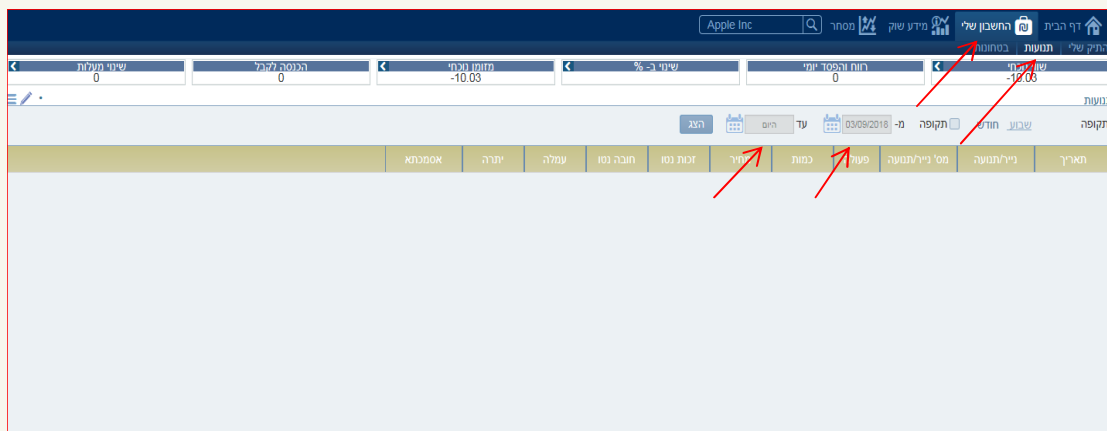 דף הבית החשבון שלי מידע שוק מסחר Apple Inc
התיק שלי | תנועות | בטחונות
רווח והפסד יומי שינוי ב- % מזומן נוכחי הכנסה לקבל שינוי מעלות
-10.03 0 -10.03 0 0
תנועות
תקופה שבוע חודש תקופה מ- 03/09/2018 עד היום הצג
תאריך נייר/תנועה מס' נייר/תנועה כמות זכות נטו חובה נטו עמלה יתרה אסמכתא